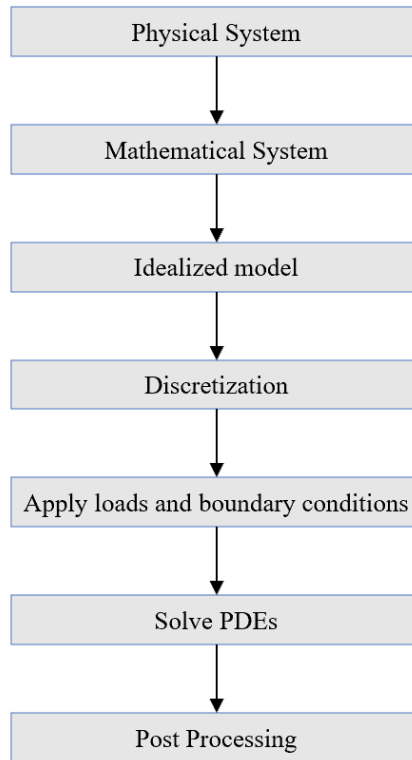 Physical System
Mathematical System
Idealized model
Discretization
Apply loads and boundary conditions
Solve PDEs
Post Processing